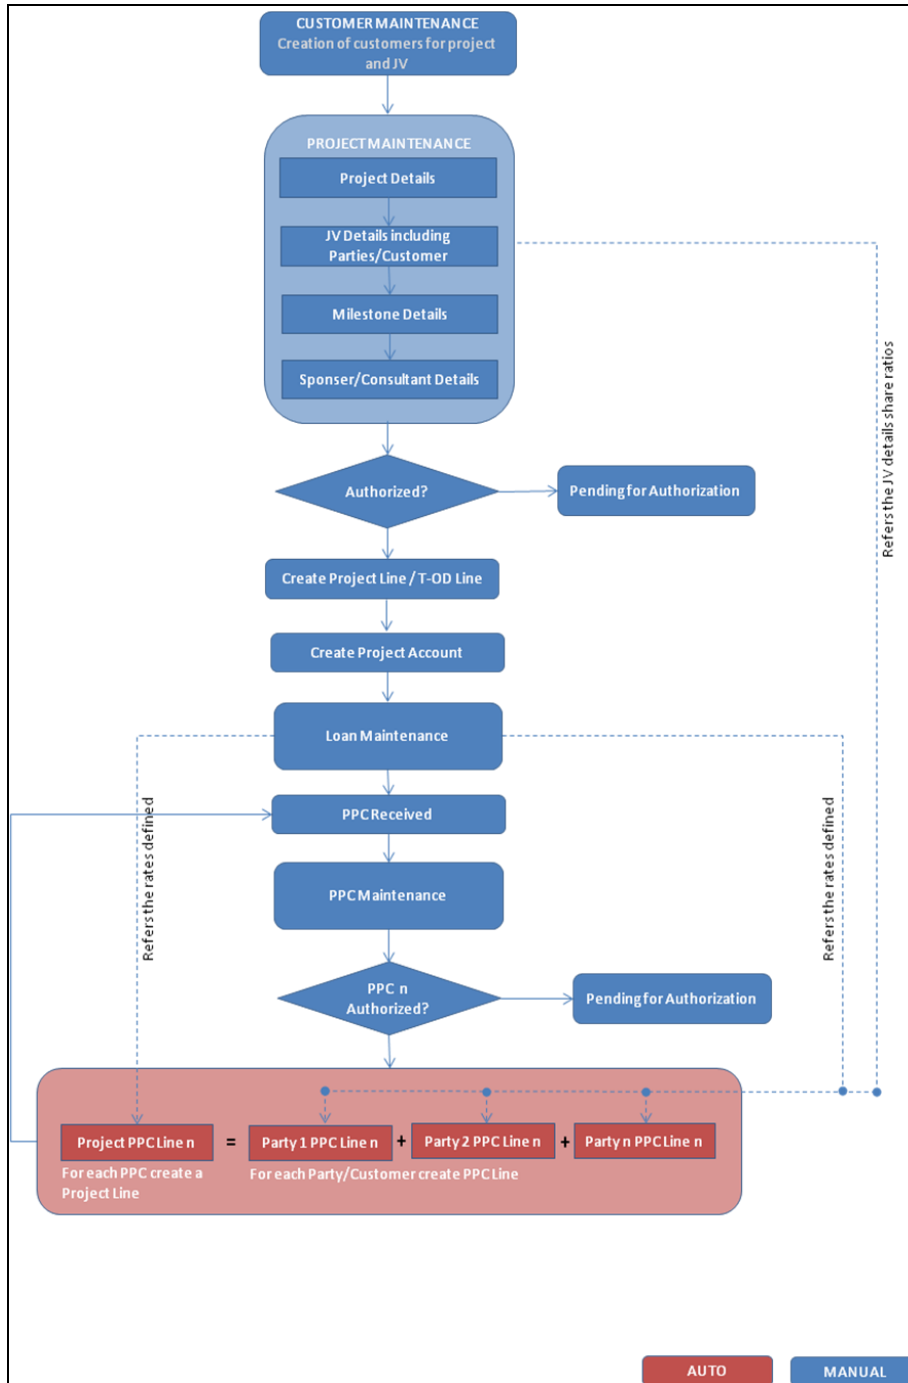 CUSTOMER MAINTENANCE
Creation of customers for project
and JV
PROJECT MAINTENANCE
Project Details
JV Details including
Parties/Customer
Milestone Details
Sponser/Consultant Details
Refers the JV details share ratios
Authorized?
Pending for Authorization
Create Project Line / T-OD Line
Create Project Account
Loan Maintenance
Refers the rates defined
Refers the rates defined
PPC Received
PPC Maintenance
PPC n
Authorized?
Pending for Authorization
Project PPC Line n = Party 1 PPC Line n + Party 2 PPC Line n + Party n PPC Line n
For each PPC create a
Project Line
For each Party/Customer create PPC Line
AUTO
MANUAL